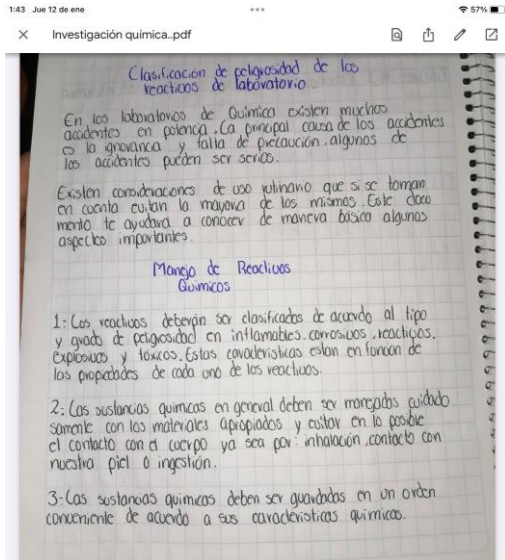 1:43 Jue 12 de ene
57%
Investigación química..pdf
Clasificación de peligrosidad de los
reactivos de laboratorio
En los laboratorios de Química existen muchos
accidentes en potencia. La principal causa de los accidentes
es la ignorancia y falta de precaución. algunos de
los accidentes pueden ser serios.
Existen consideraciones de uso rutinario que si se toman
en cuenta evitan la mayoría de los mismos. Este docu
mento te ayudará a conocer de manera básica algunos
aspectos importantes.
Manejo de Reactivos
Químicos
1: Los reactivos deberán ser clasificados de acuerdo al tipo
y grado de peligrosidad en inflamables. corrosivos, reactivos.
explosivos y tóxicos. Estas características están en función de
las propiedades de cada uno de los reactivos.
2: Las sustancias químicas en general deben ser manejados cuidado
samente con los materiales apropiados y evitar en lo posible
el contacto con el cuerpo ya sea por: inhalación, contacto con
nuestra piel o ingestión.
3: Las sustancias químicas deben ser guardadas en un orden
conveniente de acuerdo a sus características químicas.